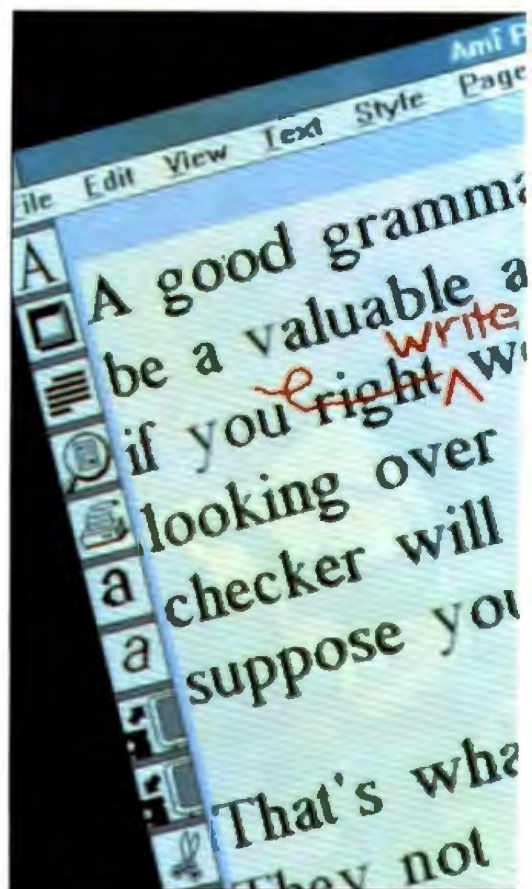 Ami P
File Edit View Text Style Page
A good gramma
be a valuable a
write
if you right w
looking over
checker will
suppose you
That's wha
They not